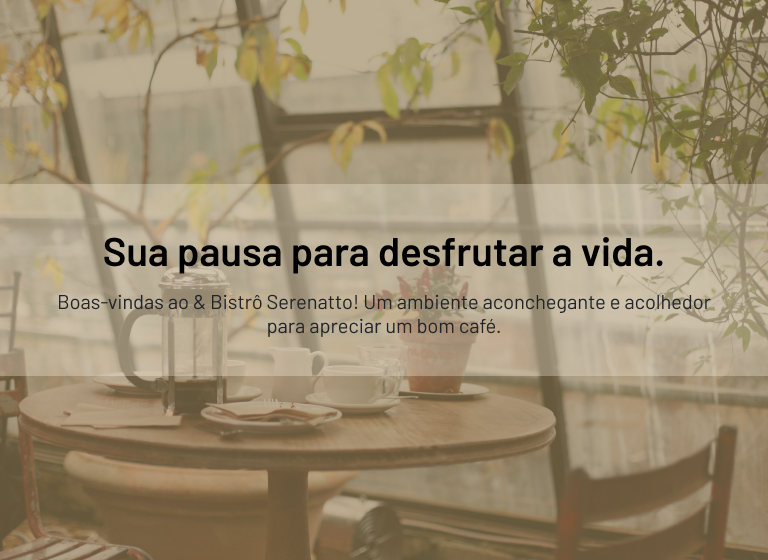 Sua pausa para desfrutar a vida.
Boas-vindas ao & Bistrô Serenatto! Um ambiente aconchegante e acolhedor
para apreciar um bom café.